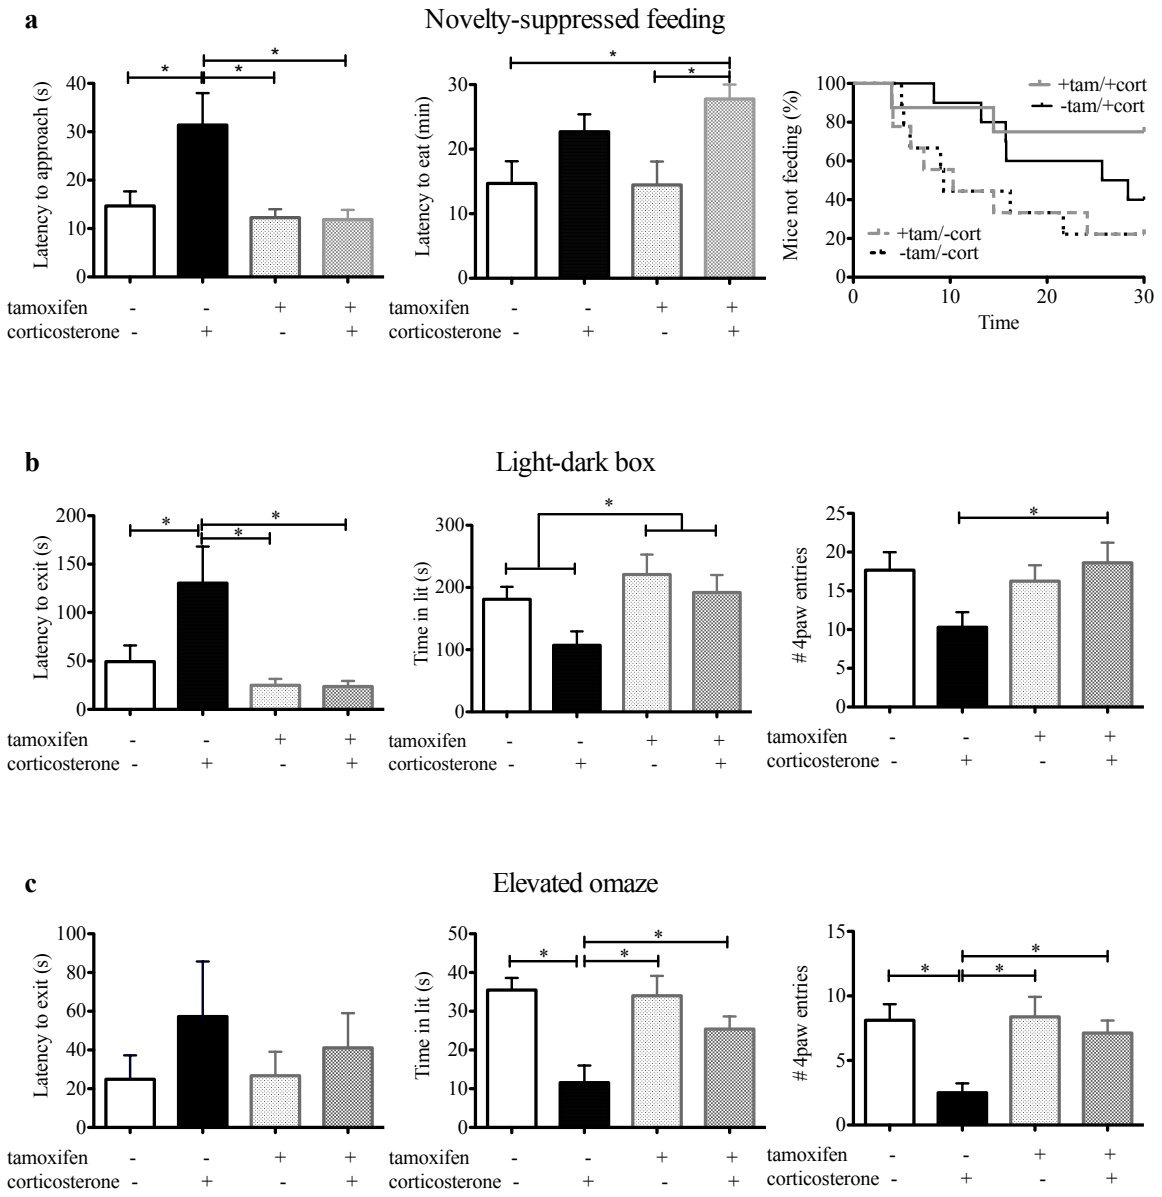 a
Novelty-suppressed feeding
Latency to approach (s)
40
30
20
10
0
* * * *
tamoxifen - - + +
corticosterone - + - +
Latency to eat (min)
30
20
10
0
* *
- - + +
- + - +
Mice not feeding (%)
100
80
60
40
20
0
+tam/+cort
-tam/+cort
+tam/-cort
-tam/-cort
0 10 20 30
Time
b
Light-dark box
Latency to exit (s)
200
150
100
50
0
* * *
tamoxifen - - + +
corticosterone - + - +
Time in lit (s)
300
200
100
0
*
tamoxifen - - + +
corticosterone - + - +
# 4paw entries
25
20
15
10
5
0
*
tamoxifen - - + +
corticosterone - + - +
c
Elevated omaze
Latency to exit (s)
100
80
60
40
20
0
tamoxifen - - + +
corticosterone - + - +
Time in lit (s)
50
40
30
20
10
0
* * *
tamoxifen - - + +
corticosterone - + - +
# 4paw entries
15
10
5
0
* * *
tamoxifen - - + +
corticosterone - + - +